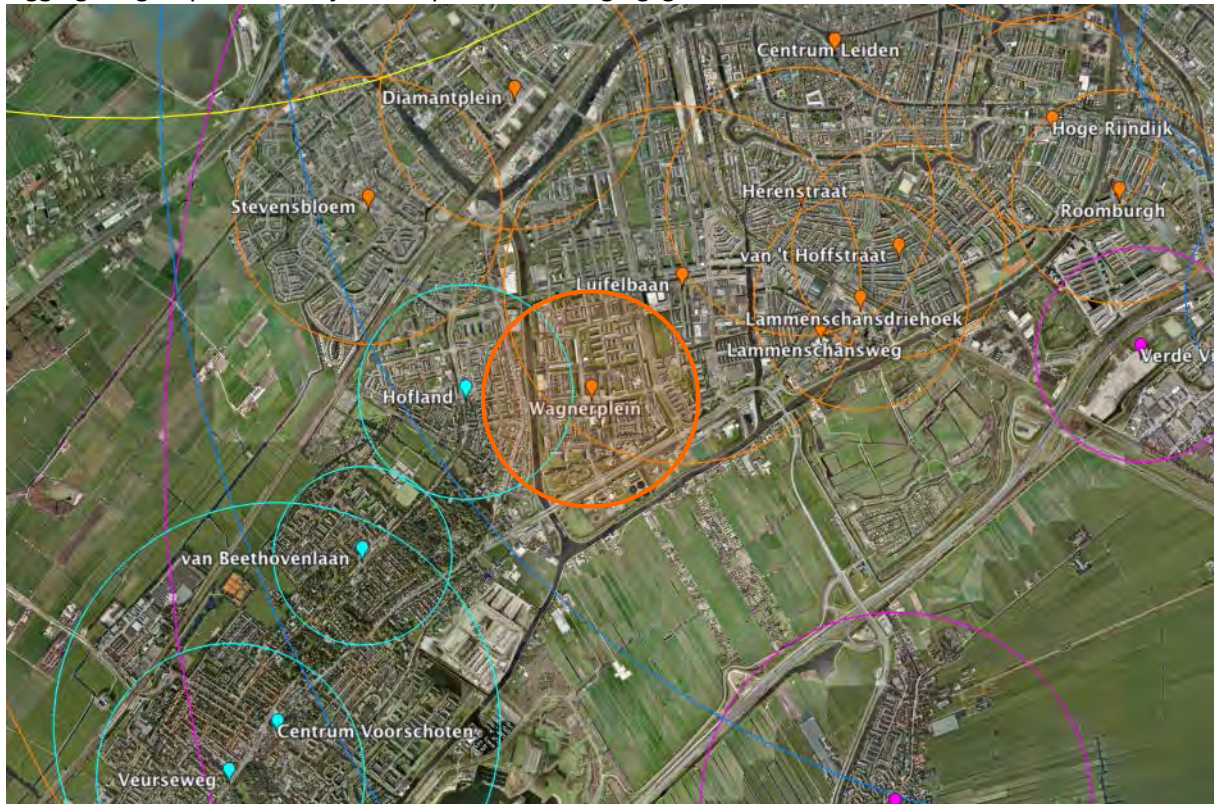 Centrum Leiden
Diamantplein
Hoge Rijndijk
Stevensbloem
Herenstraat
Roomburgh
van 't Hoffstraat
Luifelbaan
Lammenschansdriehoek
Lammenschansweg
Verde Vi
Hofland
Wagnerplein
van Beethovenlaan
Centrum Voorschoten
Veurseweg